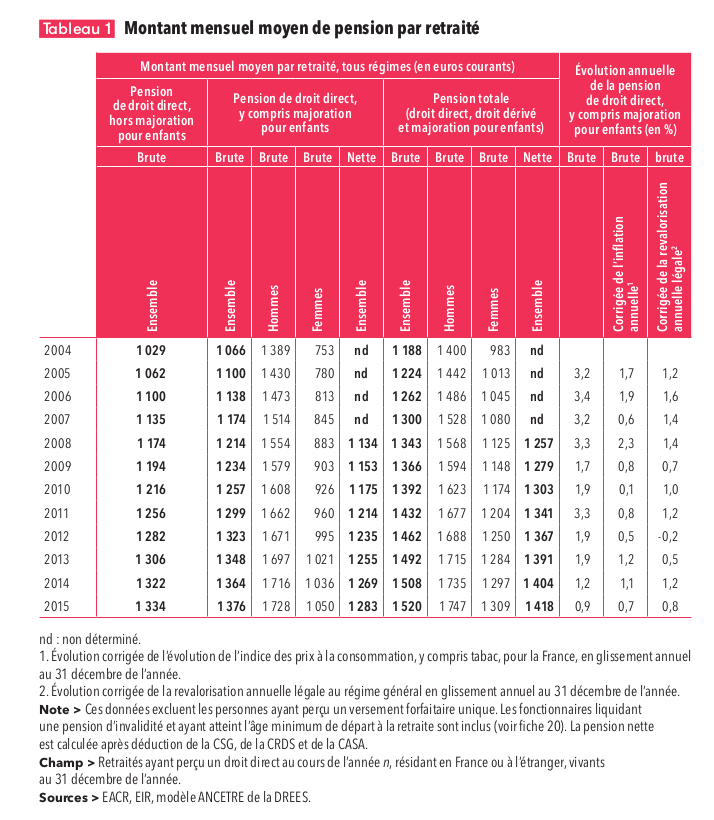 Tableau 1 Montant mensuel moyen de pension par retraité
Montant mensuel moyen par retraité, tous régimes (en euros courants)
Évolution annuelle
de la pension
de droit direct,
y compris majoration
pour enfants (en %)
Pension
de droit direct,
hors majoration
pour enfants
Pension de droit direct,
y compris majoration
pour enfants
Pension totale
(droit direct, droit dérivé
et majoration pour enfants)
Brute Brute Brute Brute Nette Brute Brute Brute Nette Brute Brute brute
Ensemble
Ensemble
Hommes
Femmes
Ensemble
Ensemble
Hommes
Femmes
Ensemble
Corrigée de l'inflation
annuelle1
Corrigée de la revalorisation
annuelle légale2
2004 1 029 1 066 1 389 753 nd 1 188 1 400 983 nd
2005 1 062 1 100 1 430 780 nd 1 224 1 442 1 013 nd 3,2 1,7 1,2
2006 1 100 1 138 1 473 813 nd 1 262 1 486 1 045 nd 3,4 1,9 1,6
2007 1 135 1 174 1 514 845 nd 1 300 1 528 1 080 nd 3,2 0,6 1,4
2008 1 174 1 214 1 554 883 1 134 1 343 1 568 1 125 1 257 3,3 2,3 1,4
2009 1 194 1 234 1 579 903 1 153 1 366 1 594 1 148 1 279 1,7 0,8 0,7
2010 1 216 1 257 1 608 926 1 175 1 392 1 623 1 174 1 303 1,9 0,1 1,0
2011 1 256 1 299 1 662 960 1 214 1 432 1 677 1 204 1 341 3,3 0,8 1,2
2012 1 282 1 323 1 671 995 1 235 1 462 1 688 1 250 1 367 1,9 0,5 -0,2
2013 1 306 1 348 1 697 1 021 1 255 1 492 1 715 1 284 1 391 1,9 1,2 0,5
2014 1 322 1 364 1 716 1 036 1 269 1 508 1 735 1 297 1 404 1,2 1,1 1,2
2015 1 334 1 376 1 728 1 050 1 283 1 520 1 747 1 309 1 418 0,9 0,7 0,8
nd : non déterminé.
1. Évolution corrigée de l'évolution de l'indice des prix à la consommation, y compris tabac, pour la France, en glissement annuel
au 31 décembre de l'année.
2. Évolution corrigée de la revalorisation annuelle légale au régime général en glissement annuel au 31 décembre de l'année.
Note > Ces données excluent les personnes ayant perçu un versement forfaitaire unique. Les fonctionnaires liquidant
une pension d'invalidité et ayant atteint l'âge minimum de départ à la retraite sont inclus (voir fiche 20). La pension nette
est calculée après déduction de la CSG, de la CRDS et de la CASA.
Champ > Retraités ayant perçu un droit direct au cours de l'année n, résidant en France ou à l'étranger, vivants
au 31 décembre de l'année.
Sources > EACR, EIR, modèle ANCETRE de la DREES.